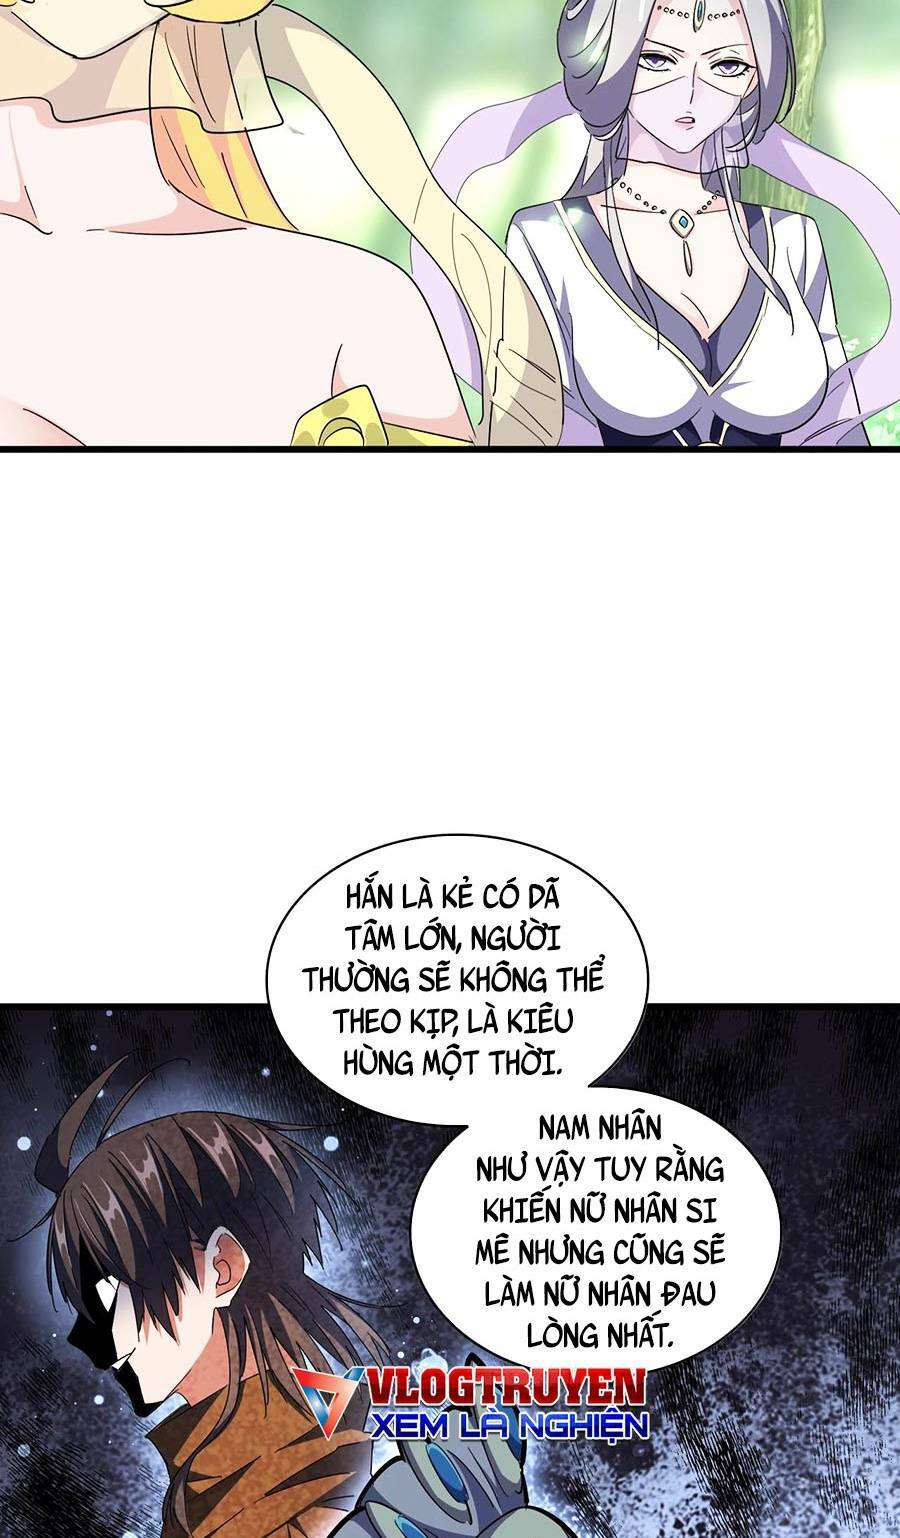 HẮN LÀ KẺ CÓ DÃ
TÂM LỚN, NGƯỜI
THƯỜNG SẼ KHÔNG THỂ
THEO KỊP, LÀ KIÊU
HÙNG MỘT THỜI.
NAM NHÂN
NHƯ VẬY TUY RẰNG
KHIẾN NỮ NHÂN SI
MÊ NHƯNG CŨNG SẼ
LÀM NỮ NHÂN ĐAU
LÒNG NHẤT.
VLOGTRUYEN
XEM LÀ NGHIỆN